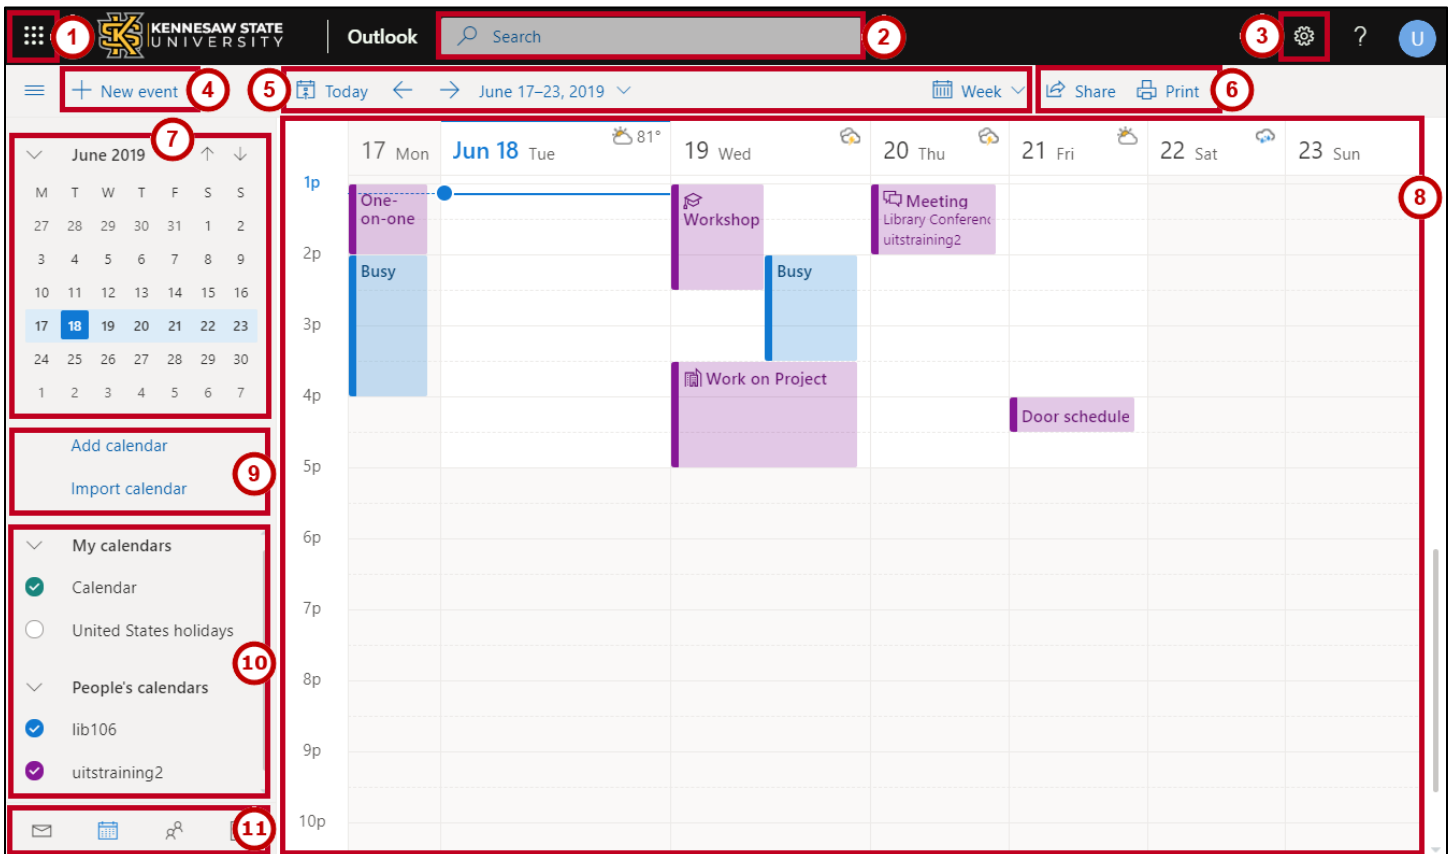 1
KENNESAW STATE
UNIVERSITY
Outlook
Search
2
3
?
U
New event
4
5
Today
June 17–23, 2019
Week
Share
Print
6
7
June 2019
M T W T F S S
27 28 29 30 31 1 2
3 4 5 6 7 8 9
10 11 12 13 14 15 16
17 18 19 20 21 22 23
24 25 26 27 28 29 30
1 2 3 4 5 6 7
Add calendar
Import calendar
9
My calendars
Calendar
United States holidays
10
People's calendars
lib106
uitstraining2
11
17 Mon
Jun 18 Tue
81°
19 Wed
20 Thu
21 Fri
22 Sat
23 Sun
8
1p
2p
3p
4p
5p
6p
7p
8p
9p
10p
One-
on-one
Busy
Workshop
Busy
Work on Project
Meeting
Library Conferenc
uitstraining2
Door schedule